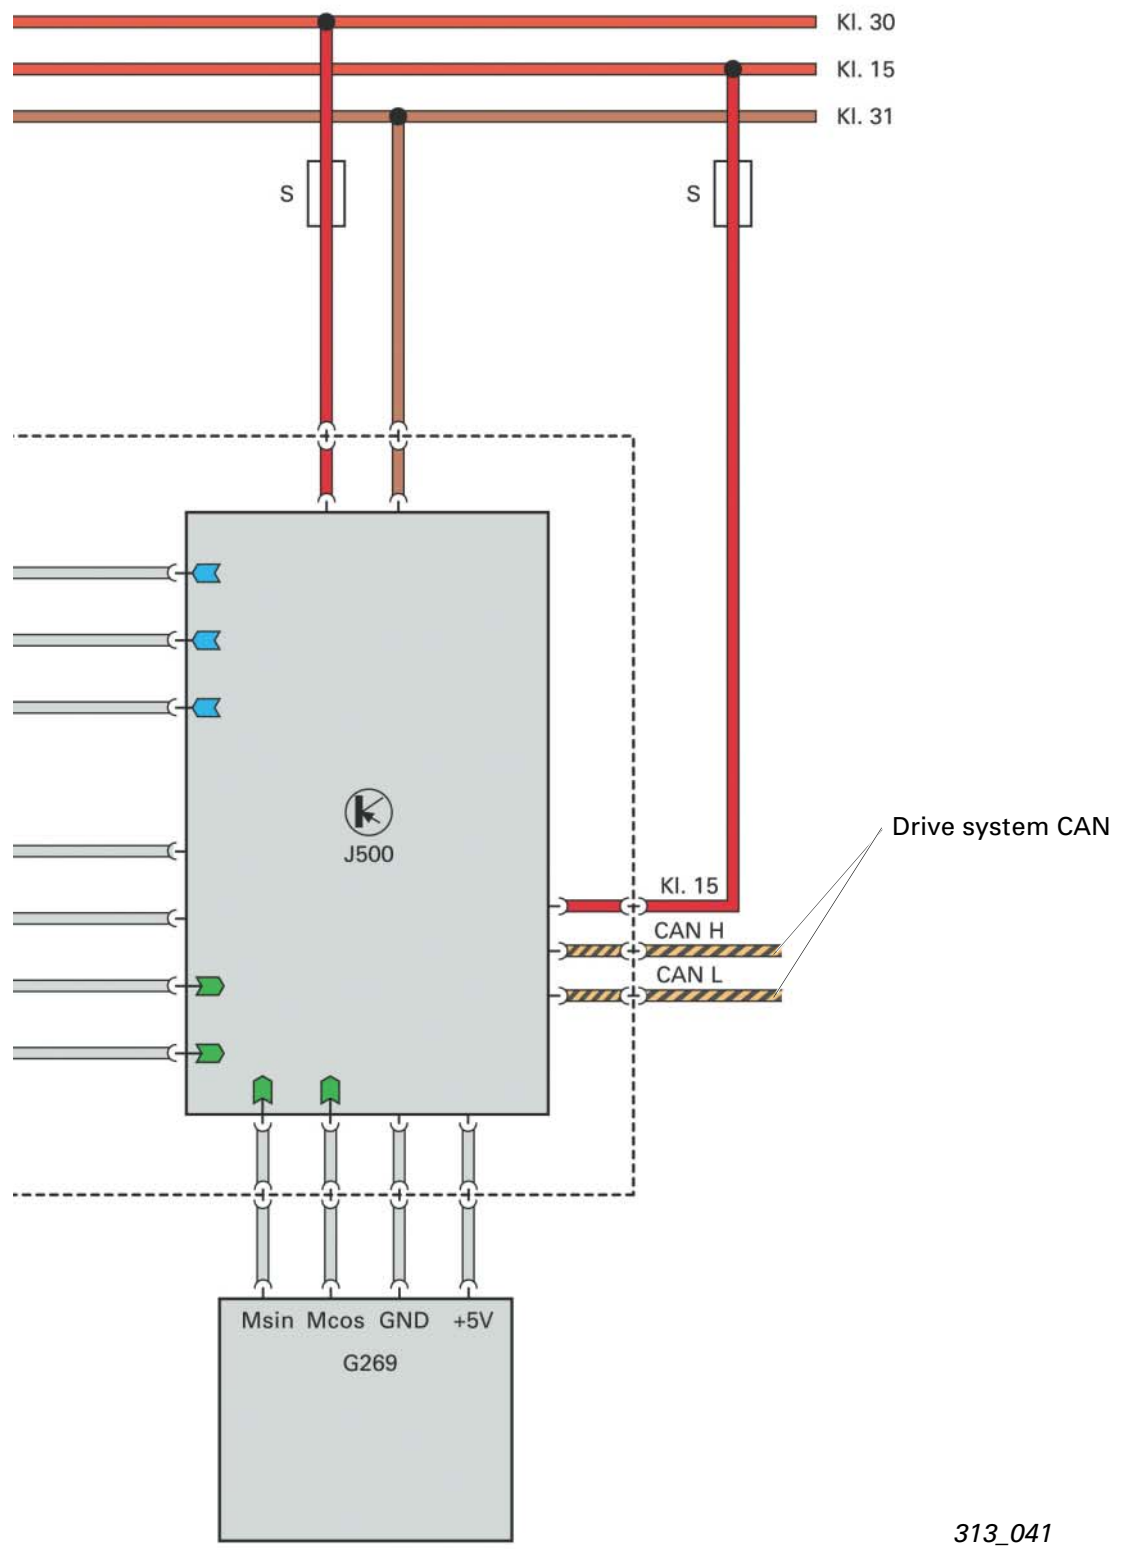 Kl. 30
Kl. 15
Kl. 31
S
S
J500
Drive system CAN
Kl. 15
CAN H
CAN L
Msin Mcos GND +5V
G269
313_041